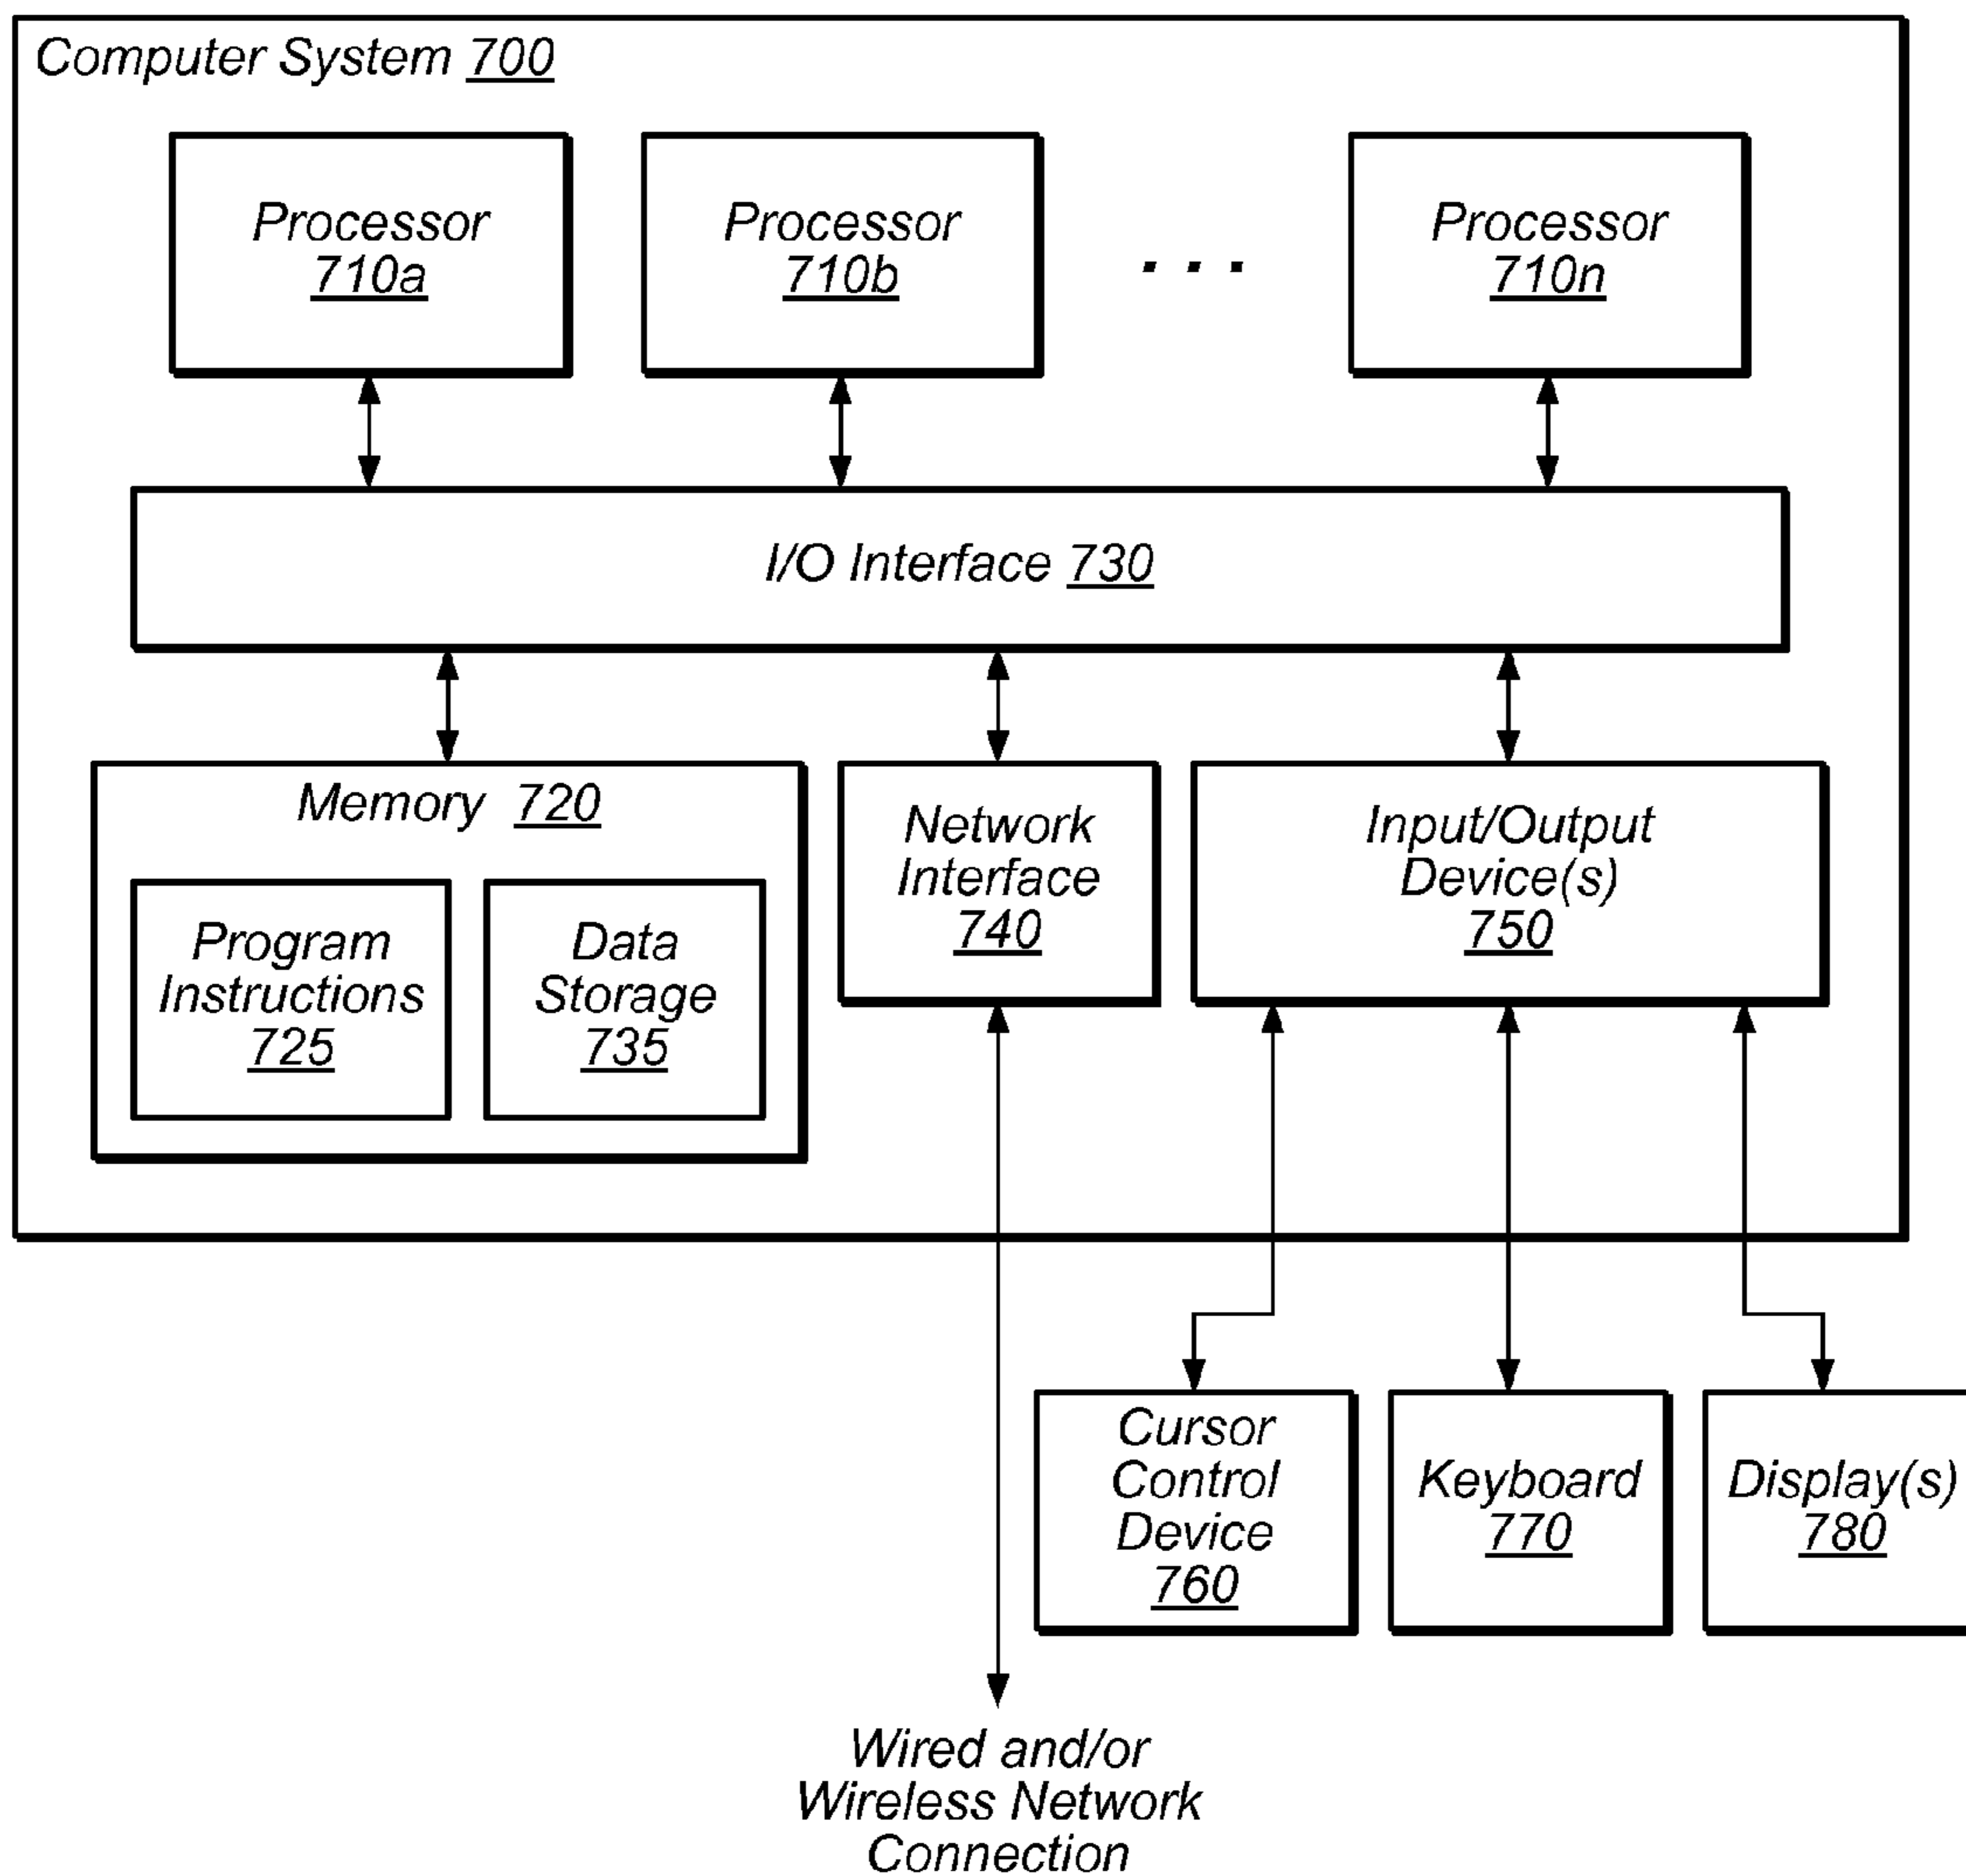 Computer System 700
Processor
710a
Processor
710b
. . .
Processor
710n
I/O Interface 730
Memory 720
Program
Instructions
725
Data
Storage
735
Network
Interface
740
Input/Output
Device(s)
750
Cursor
Control
Device
760
Keyboard
770
Display(s)
780
Wired and/or
Wireless Network
Connection